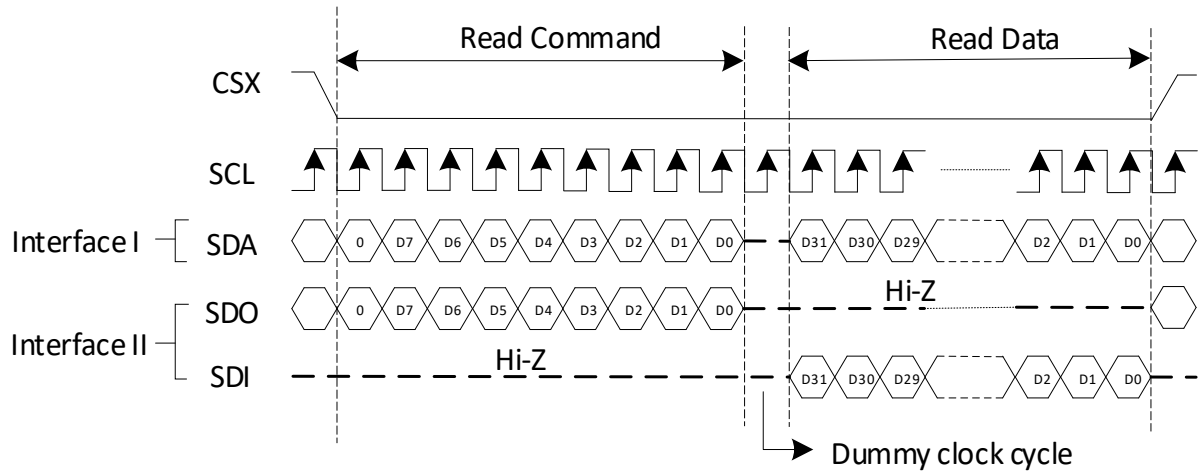 Read Command Read Data
CSX
SCL
Interface I SDA 0 D7 D6 D5 D4 D3 D2 D1 D0 D31 D30 D29 D2 D1 D0
Hi-Z
Interface II SDO 0 D7 D6 D5 D4 D3 D2 D1 D0
Hi-Z
SDI D31 D30 D29 D2 D1 D0
Dummy clock cycle